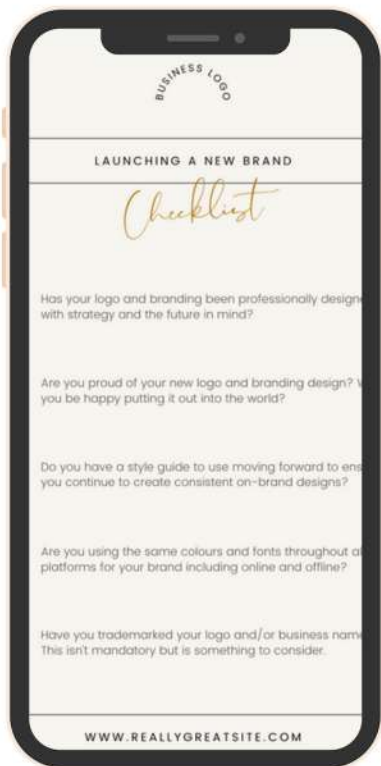 BUSINESS LOGO
LAUNCHING A NEW BRAND
Checklist
Has your logo and branding been professionally designe
with strategy and the future in mind?
Are you proud of your new logo and branding design? W
you be happy putting it out into the world?
Do you have a style guide to use moving forward to ens
you continue to create consistent on-brand designs?
Are you using the same colours and fonts throughout al
platforms for your brand including online and offline?
Have you trademarked your logo and/or business nam
This isn't mandatory but is something to consider.
WWW.REALLYGREATSITE.COM